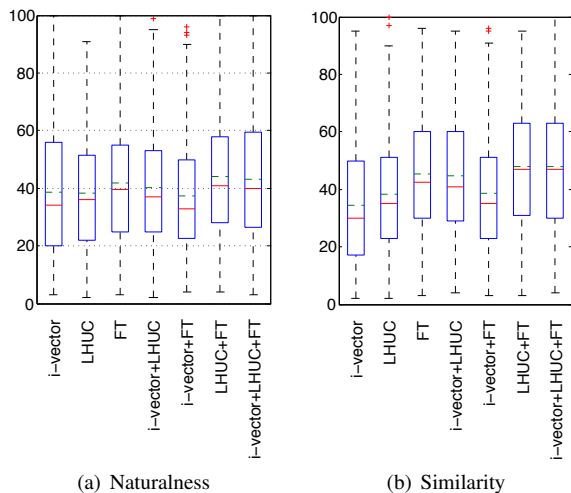 100
80
60
40
20
0
i-vector
LHUC
FT
i-vector+LHUC
i-vector+FT
LHUC+FT
i-vector+LHUC+FT
(a) Naturalness
100
80
60
40
20
0
i-vector
LHUC
FT
i-vector+LHUC
i-vector+FT
LHUC+FT
i-vector+LHUC+FT
(b) Similarity